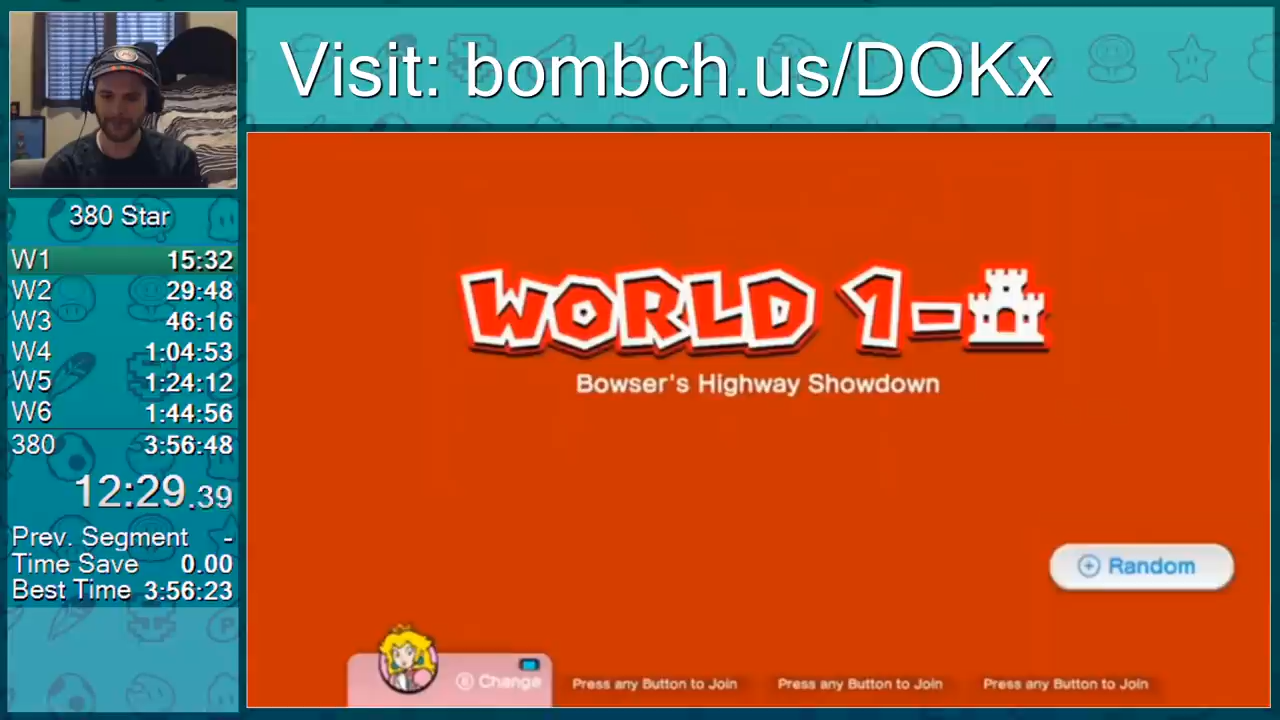 Visit: bombch.us/DOKx
380 Star
W1 15:32
W2 29:48
W3 46:16
W4 1:04:53
W5 1:24:12
W6 1:44:56
380 3:56:48
12:29.39
Prev. Segment -
Time Save 0.00
Best Time 3:56:23
WORLD 1-
Bowser's Highway Showdown
+ Random
Change
Press any Button to Join
Press any Button to Join
Press any Button to Join